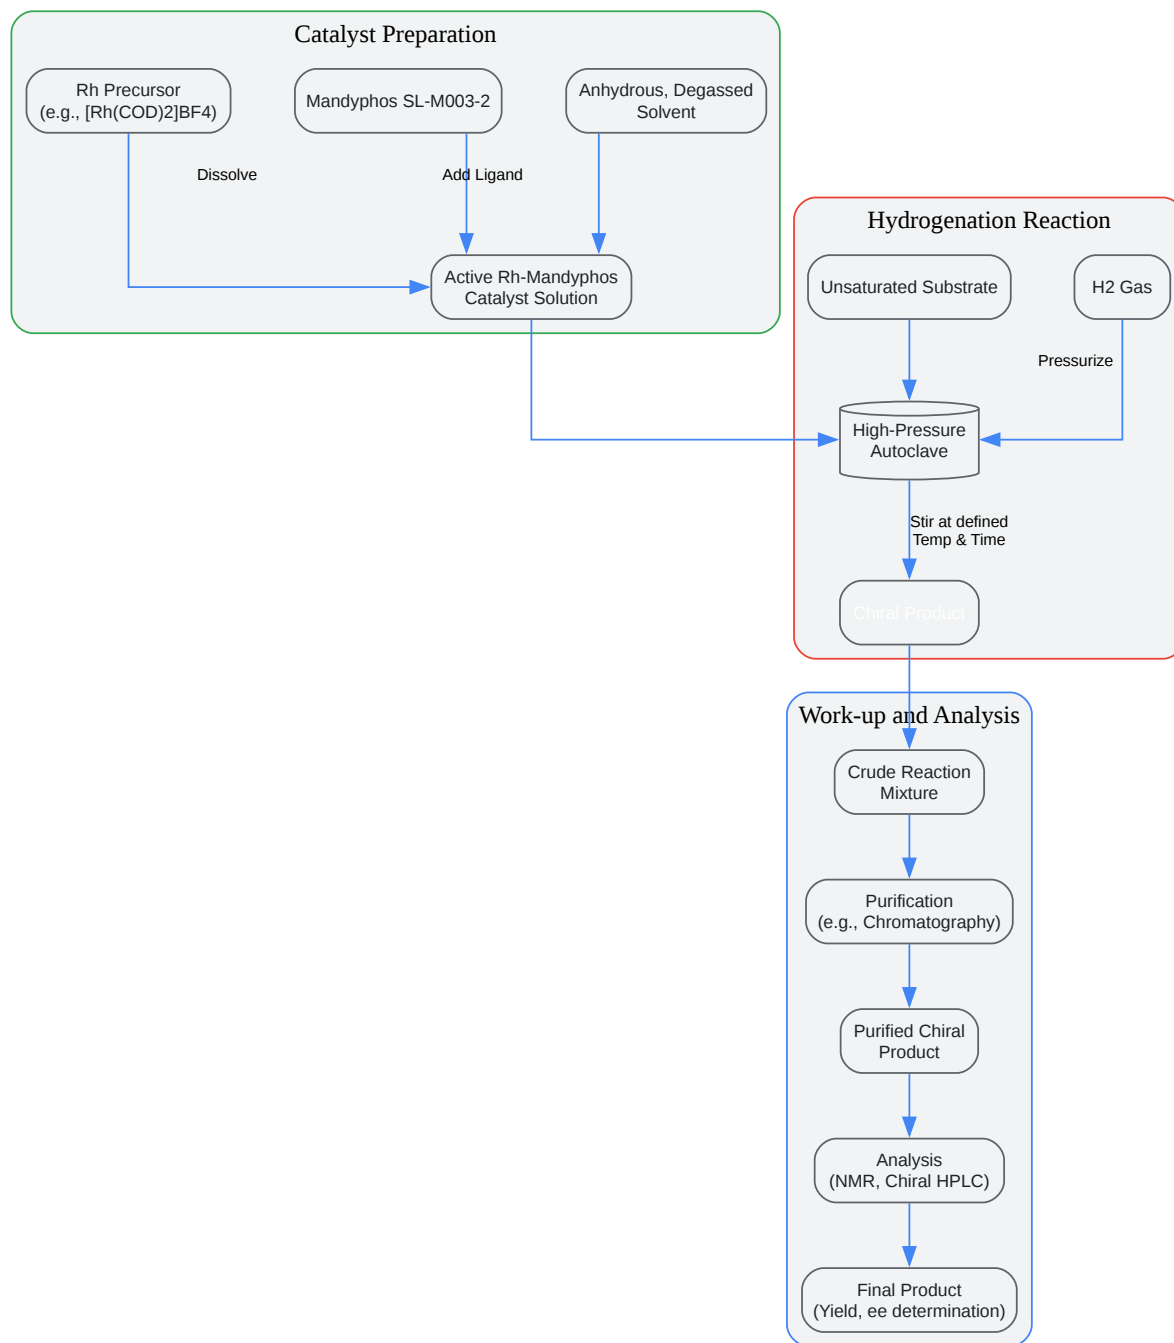 Catalyst Preparation
Rh Precursor
(e.g., [Rh(COD)2]BF4)
Mandyphos SL-M003-2
Anhydrous, Degassed
Solvent
Dissolve
Add Ligand
Active Rh-Mandyphos
Catalyst Solution
Hydrogenation Reaction
Unsaturated Substrate
H2 Gas
Pressurize
High-Pressure
Autoclave
Stir at defined
Temp & Time
Chiral Product
Work-up and Analysis
Crude Reaction
Mixture
Purification
(e.g., Chromatography)
Purified Chiral
Product
Analysis
(NMR, Chiral HPLC)
Final Product
(Yield, ee determination)